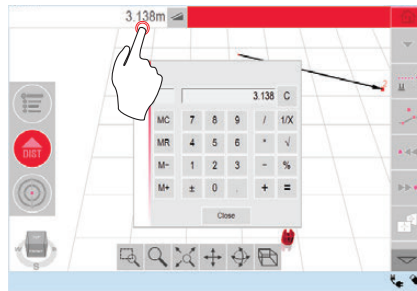 3.138m
2
3.138 C
MC 7 8 9 / 1/X
MR 4 5 6 * √
M- 1 2 3 - %
M+ ± 0 . + =
Close
DIST
S